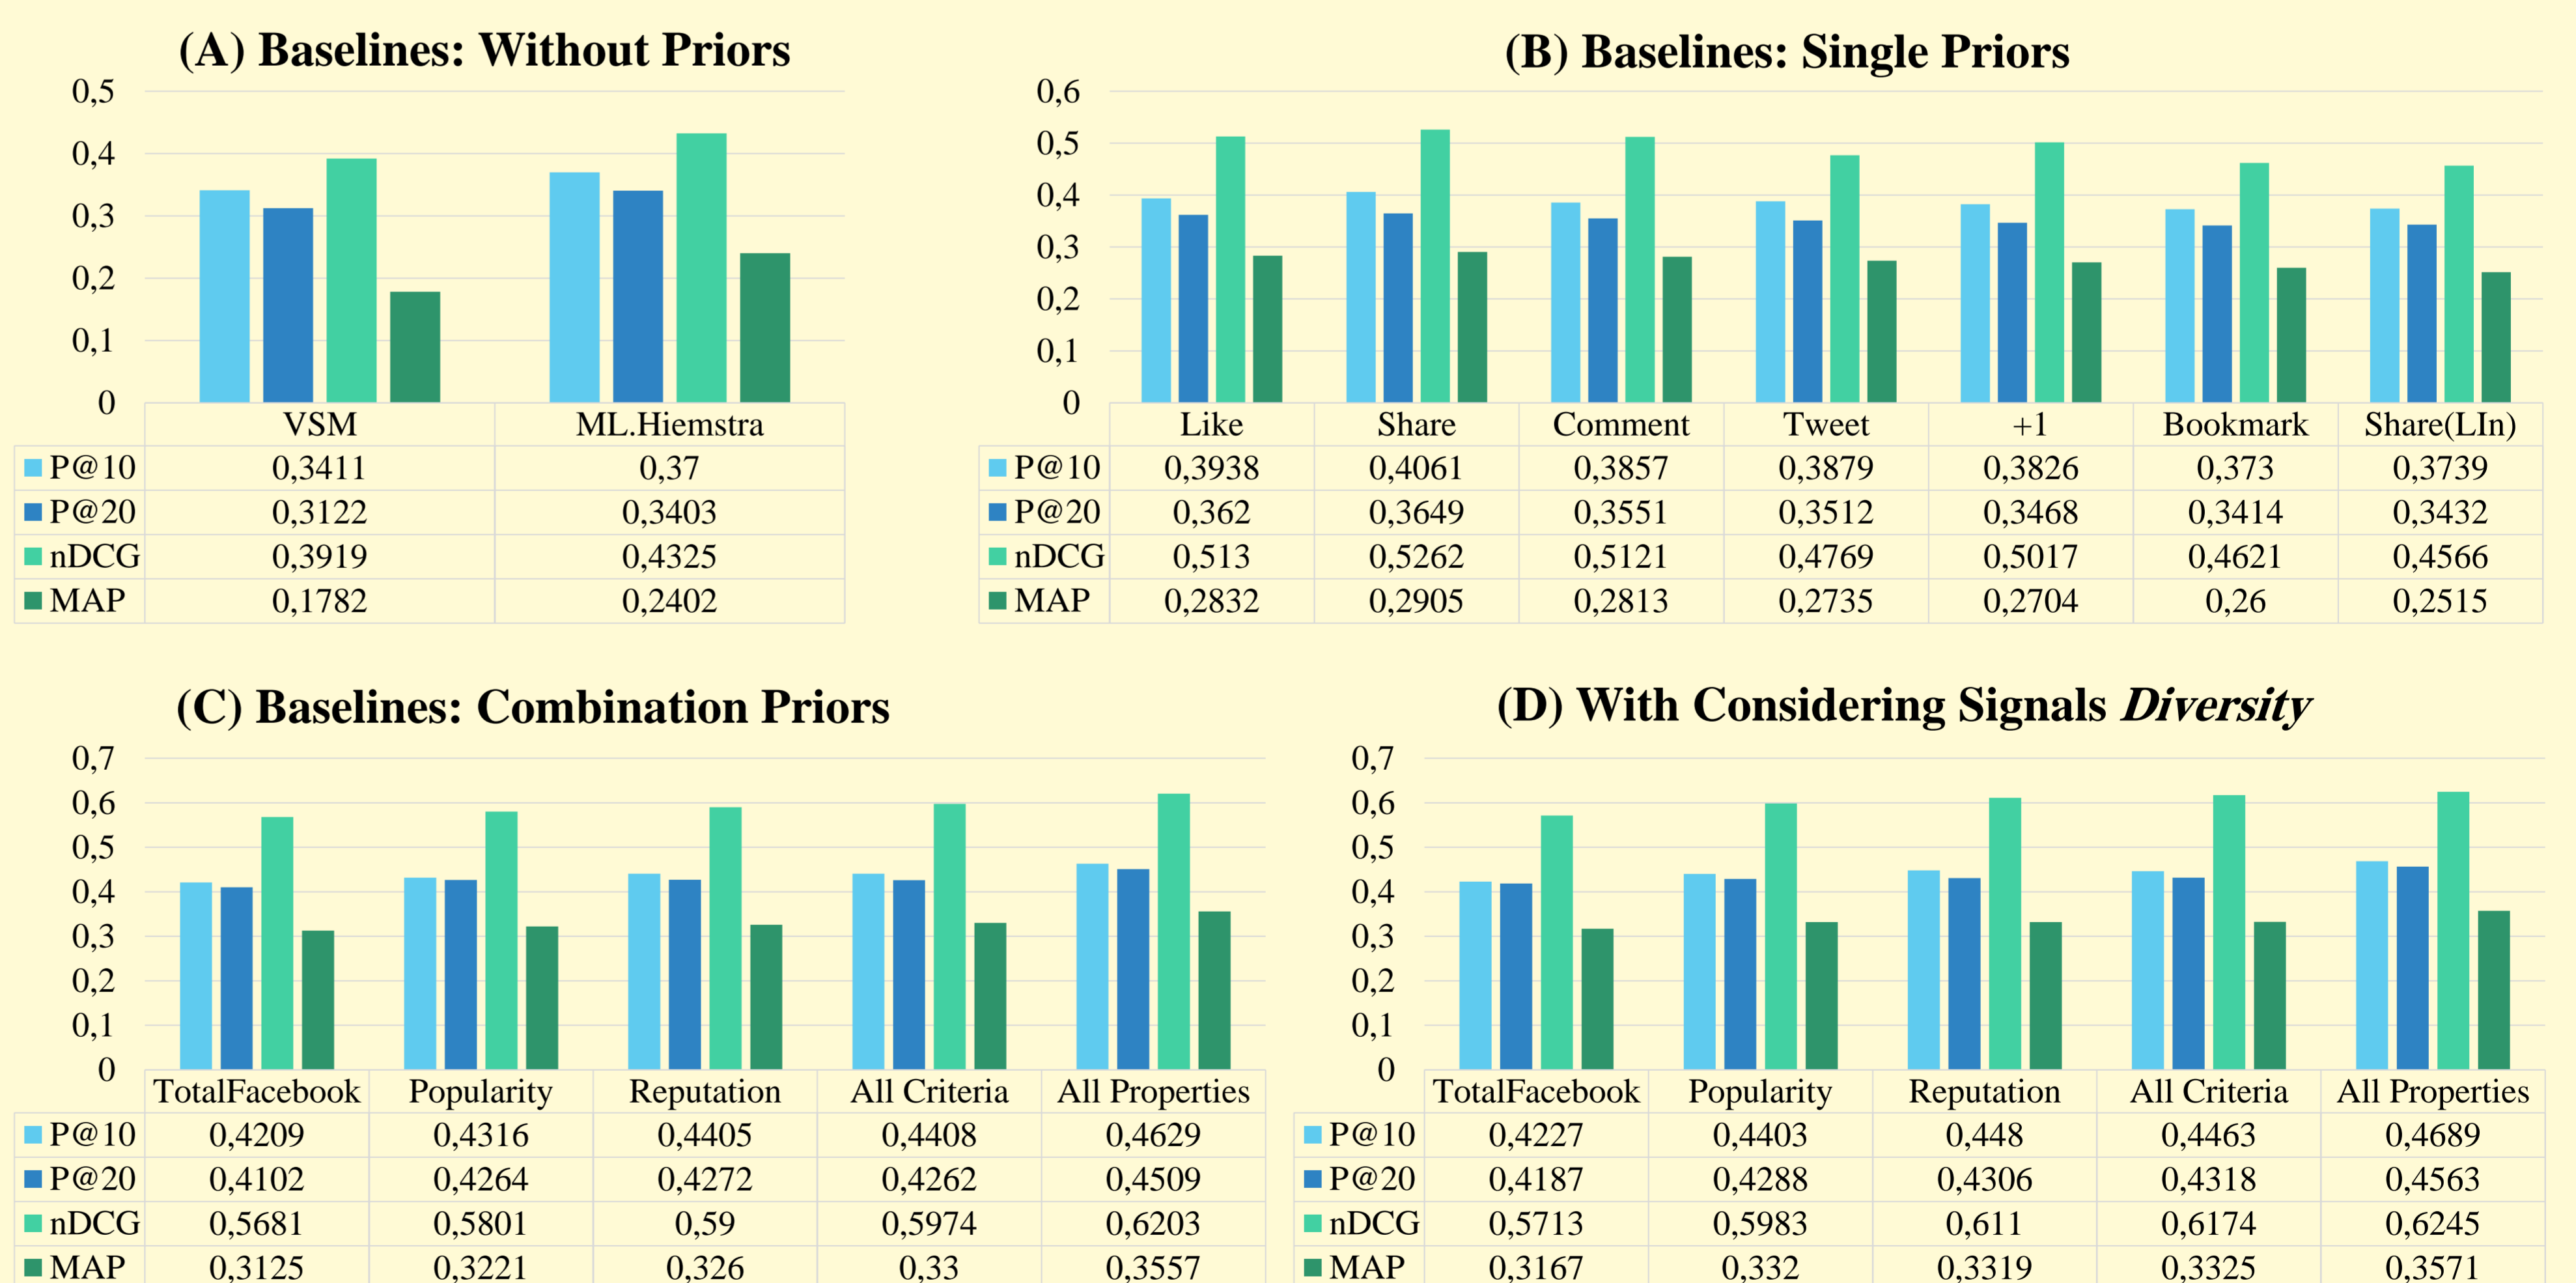 (A) Baselines: Without Priors
0,5
0,4
0,3
0,2
0,1
0
VSM ML.Hiemstra
P@10 0,3411 0,37
P@20 0,3122 0,3403
nDCG 0,3919 0,4325
MAP 0,1782 0,2402
(B) Baselines: Single Priors
0,6
0,5
0,4
0,3
0,2
0,1
0
Like Share Comment Tweet +1 Bookmark Share(LIn)
P@10 0,3938 0,4061 0,3857 0,3879 0,3826 0,373 0,3739
P@20 0,362 0,3649 0,3551 0,3512 0,3468 0,3414 0,3432
nDCG 0,513 0,5262 0,5121 0,4769 0,5017 0,4621 0,4566
MAP 0,2832 0,2905 0,2813 0,2735 0,2704 0,26 0,2515
(C) Baselines: Combination Priors
0,7
0,6
0,5
0,4
0,3
0,2
0,1
0
TotalFacebook Popularity Reputation All Criteria All Properties
P@10 0,4209 0,4316 0,4405 0,4408 0,4629
P@20 0,4102 0,4264 0,4272 0,4262 0,4509
nDCG 0,5681 0,5801 0,59 0,5974 0,6203
MAP 0,3125 0,3221 0,326 0,33 0,3557
(D) With Considering Signals Diversity
0,7
0,6
0,5
0,4
0,3
0,2
0,1
0
TotalFacebook Popularity Reputation All Criteria All Properties
P@10 0,4227 0,4403 0,448 0,4463 0,4689
P@20 0,4187 0,4288 0,4306 0,4318 0,4563
nDCG 0,5713 0,5983 0,611 0,6174 0,6245
MAP 0,3167 0,332 0,3319 0,3325 0,3571